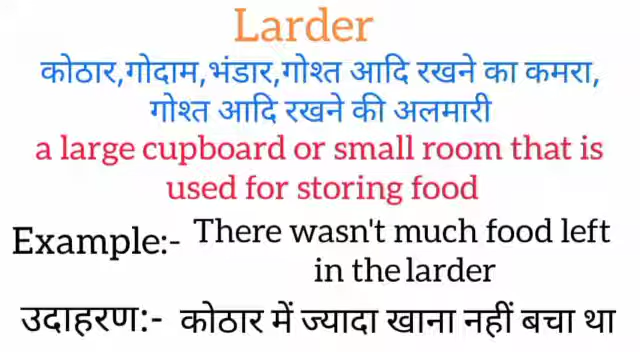 Larder
कोठार,गोदाम,भंडार,गोश्त आदि रखने का कमरा,
गोश्त आदि रखने की अलमारी
a large cupboard or small room that is
used for storing food
Example:- There wasn't much food left
in the larder
उदाहरण:- कोठार में ज्यादा खाना नहीं बचा था